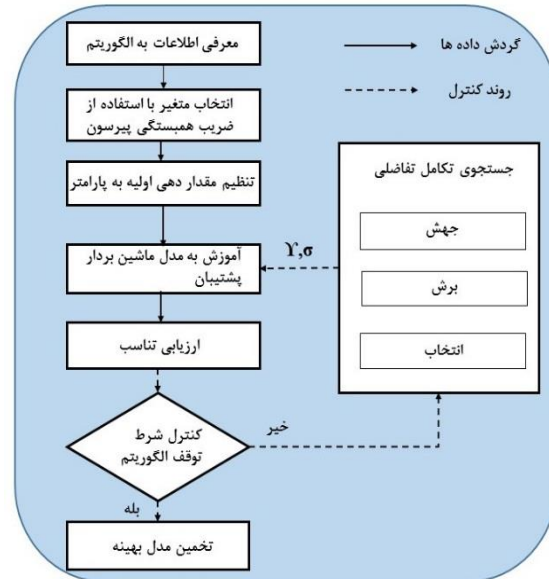 معرفی اطلاعات به الگوریتم
انتخاب متغیر با استفاده از
ضریب همبستگی پیرسون
تنظیم مقدار دهی اولیه به پارامتر
آموزش به مدل ماشین بردار
پشتیبان
ارزیابی تناسب
کنترل شرط
توقف الگوریتم
بله
خیر
تخمین مدل بهینه
گردش داده ها
روند کنترل
جستجوی تکامل تفاضلی
جهش
برش
انتخاب
ϒ,σ